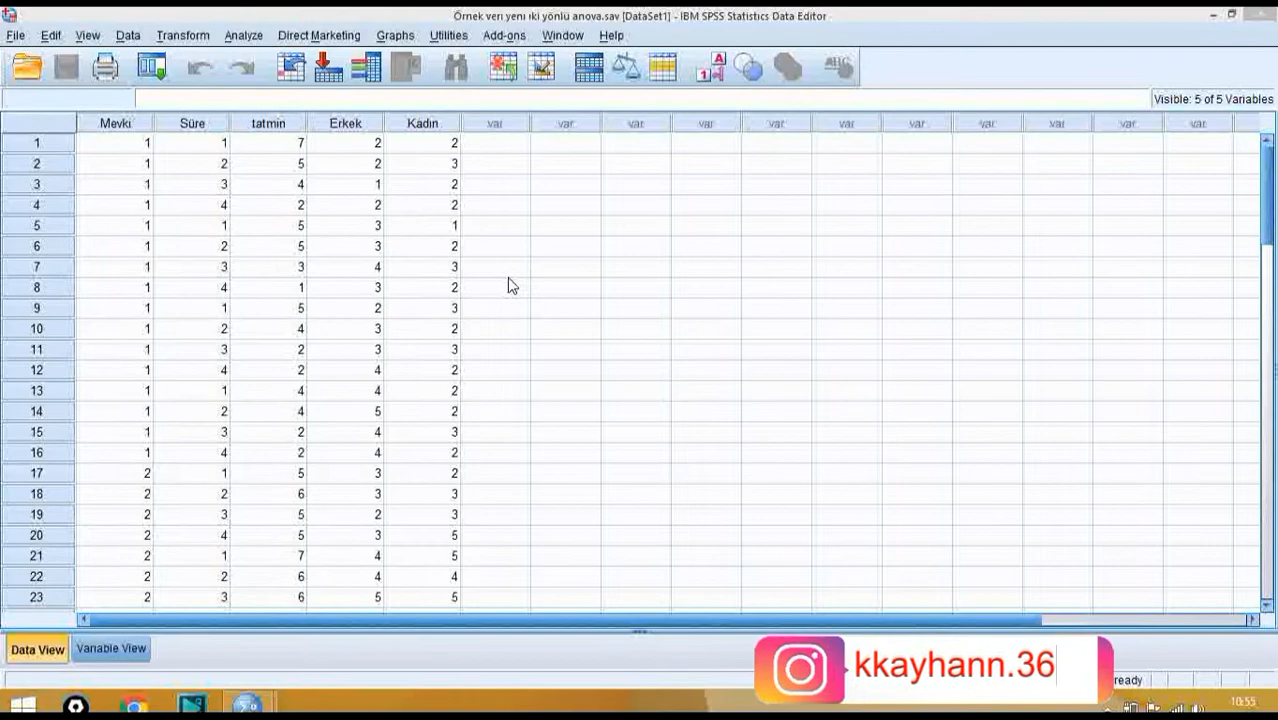 Örnek veri yeni iki yönlü anova.sav [DataSet1] - IBM SPSS Statistics Data Editor
File Edit View Data Transform Analyze Direct Marketing Graphs Utilities Add-ons Window Help
Visible: 5 of 5 Variables
Mevki Süre tatmin Erkek Kadın var var var var var var var var var var var
1 1 1 7 2 2
2 1 2 5 2 3
3 1 3 4 1 2
4 1 4 2 2 2
5 1 1 5 3 1
6 1 2 5 3 2
7 1 3 3 4 3
8 1 4 1 3 2
9 1 1 5 2 3
10 1 2 4 3 2
11 1 3 2 3 3
12 1 4 2 4 2
13 1 1 4 4 2
14 1 2 4 5 2
15 1 3 2 4 3
16 1 4 2 4 2
17 2 1 5 3 2
18 2 2 6 3 3
19 2 3 5 2 3
20 2 4 5 3 5
21 2 1 7 4 5
22 2 2 6 4 4
23 2 3 6 5 5
Data View Variable View
kkayhann.36
ready
10:55